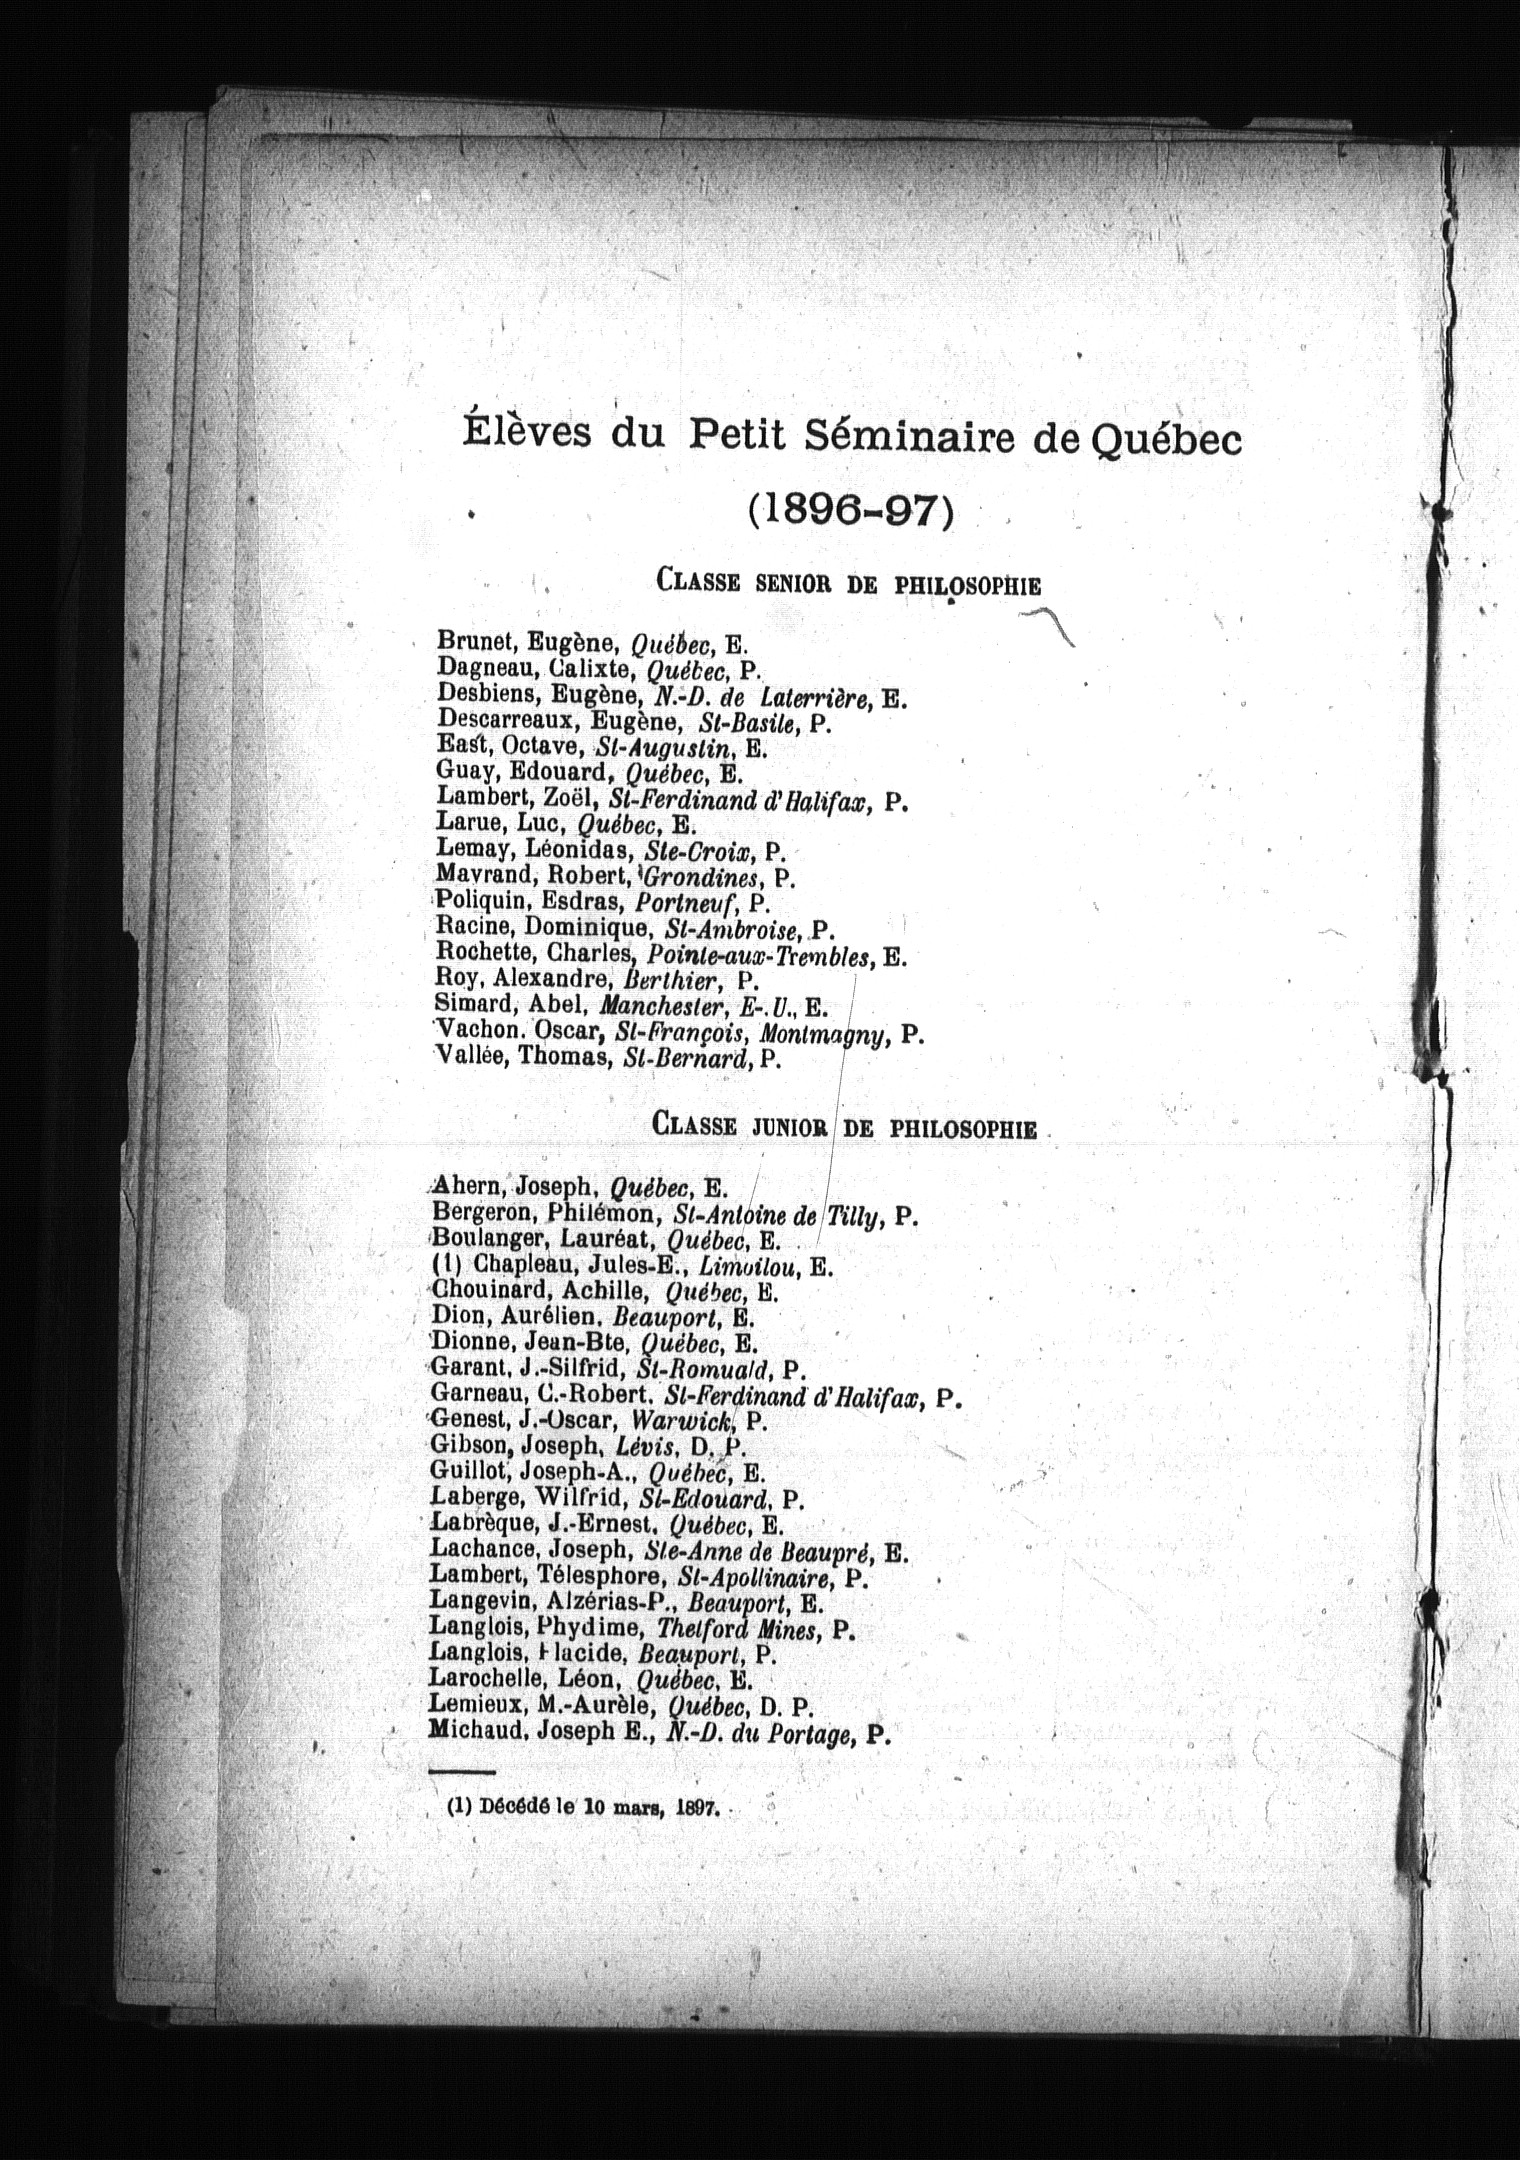 Élèves du Petit Séminaire de Québec
(1896-97)
CLASSE SENIOR DE PHILOSOPHIE
Brunet, Eugène, Québec, E.
Dagneau, Calixte, Québec, P.
Desbiens, Eugène, N.-D. de Laterrière, E.
Descarreaux, Eugène, St-Basile, P.
East, Octave, St-Augustin, E.
Guay, Edouard, Québec, E.
Lambert, Zoël, St-Ferdinand d'Halifax, P.
Larue, Luc, Québec, E.
Lemay, Léonidas, Ste-Croix, P.
Mayrand, Robert, Grondines, P.
Poliquin, Esdras, Portneuf, P.
Racine, Dominique, St-Ambroise, P.
Rochette, Charles, Pointe-aux-Trembles, E.
Roy, Alexandre, Berthier, P.
Simard, Abel, Manchester, E-.U., E.
Vachon. Oscar, St-François, Montmagny, P.
Vallée, Thomas, St-Bernard, P.
CLASSE JUNIOR DE PHILOSOPHIE
Ahern, Joseph, Québec, E.
Bergeron, Philémon, St-Antoine de Tilly, P.
Boulanger, Lauréat, Québec, E.
(1) Chapleau, Jules-E., Limoilou, E.
Chouinard, Achille, Québec, E.
Dion, Aurélien, Beauport, E.
Dionne, Jean-Bte, Québec, E.
Garant, J.-Silfrid, St-Romuald, P.
Garneau, C.-Robert, St-Ferdinand d'Halifax, P.
Genest, J.-Oscar, Warwick, P.
Gibson, Joseph, Lévis, D. P.
Guillot, Joseph-A., Québec, E.
Laberge, Wilfrid, St-Edouard, P.
Labrèque, J.-Ernest, Québec, E.
Lachance, Joseph, Ste-Anne de Beaupré, E.
Lambert, Télesphore, St-Apollinaire, P.
Langevin, Alzérias-P., Beauport, E.
Langlois, Phydime, Thetford Mines, P.
Langlois, Placide, Beauport, P.
Larochelle, Léon, Québec, E.
Lemieux, M.-Aurèle, Québec, D. P.
Michaud, Joseph E., N.-D. du Portage, P.
(1) Décédé le 10 mars, 1897.